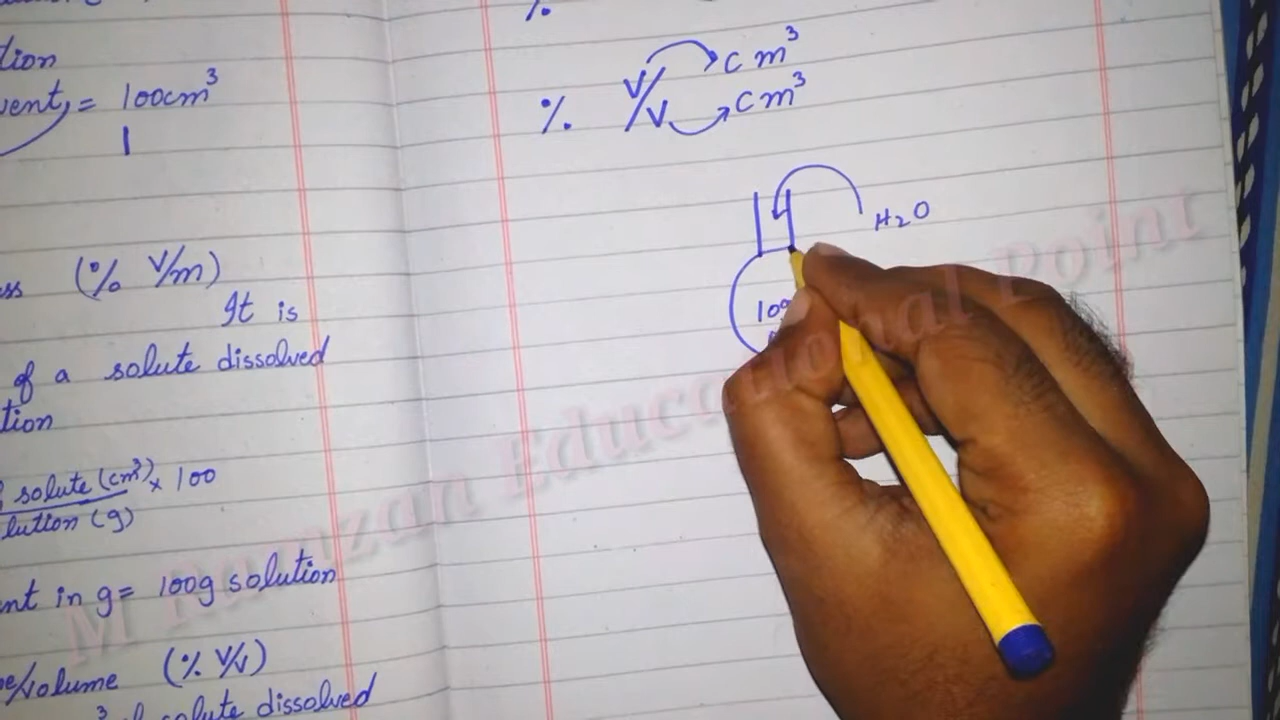 tion
vent, = 100cm³
(% V/m)
It is
of a solute dissolved
tion
solute (cm³) x 100
lution (g)
nt in g = 100g solution
e/volume (% V/V)
solute dissolved
%
% V/V cm³
cm³
H2O
M Ramzan Educational Point